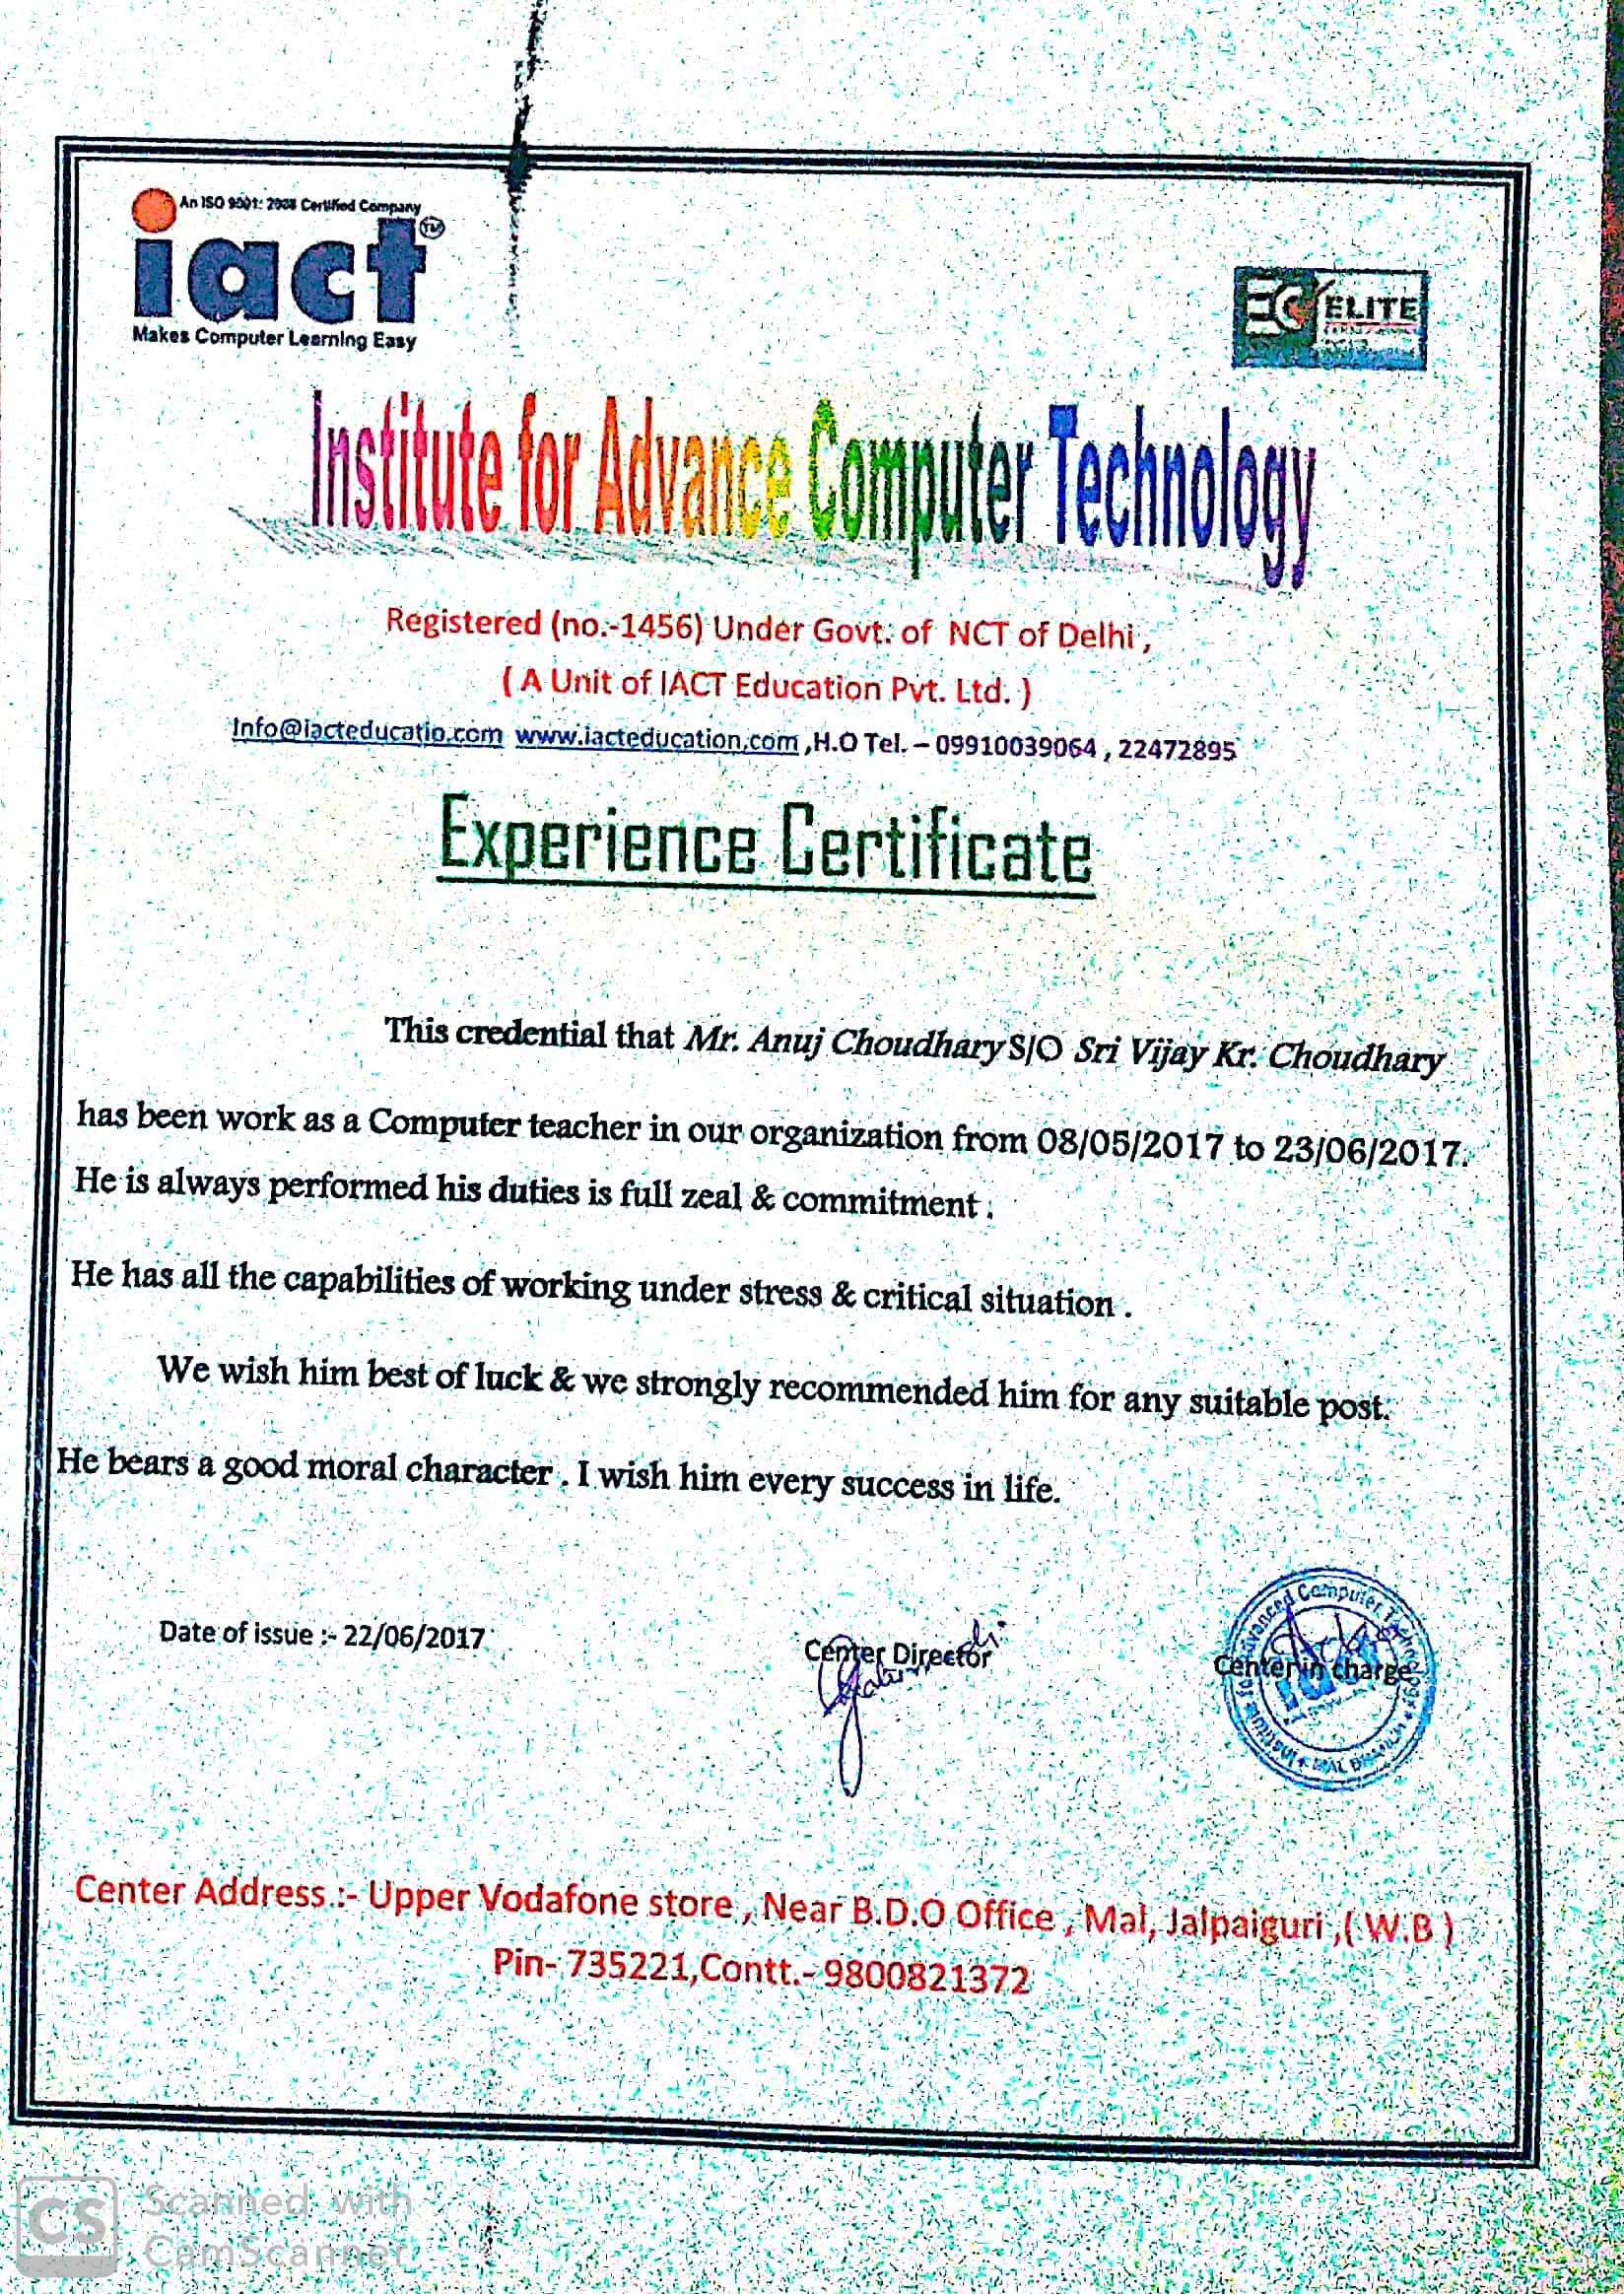 An ISO 9001: 2008 Certified Company
iact TM
Makes Computer Learning Easy
EC ELITE
Institute for Advance Computer Technology
Registered (no.-1456) Under Govt. of NCT of Delhi ,
( A Unit of IACT Education Pvt. Ltd. )
Info@iacteducatio.com www.iacteducation.com ,H.O Tel. – 09910039064 , 22472895
Experience Certificate
This credential that Mr. Anuj Choudhary S/O Sri Vijay Kr. Choudhary
has been work as a Computer teacher in our organization from 08/05/2017 to 23/06/2017.
He is always performed his duties is full zeal & commitment .
He has all the capabilities of working under stress & critical situation .
We wish him best of luck & we strongly recommended him for any suitable post.
He bears a good moral character . I wish him every success in life.
Date of issue :- 22/06/2017
Center Director
Center in charge
Institute for Advanced Computer Technology
iact
Center Address :- Upper Vodafone store , Near B.D.O Office , Mal, Jalpaiguri ,( W.B )
Pin- 735221,Contt.- 9800821372
CS Scanned with
CamScanner